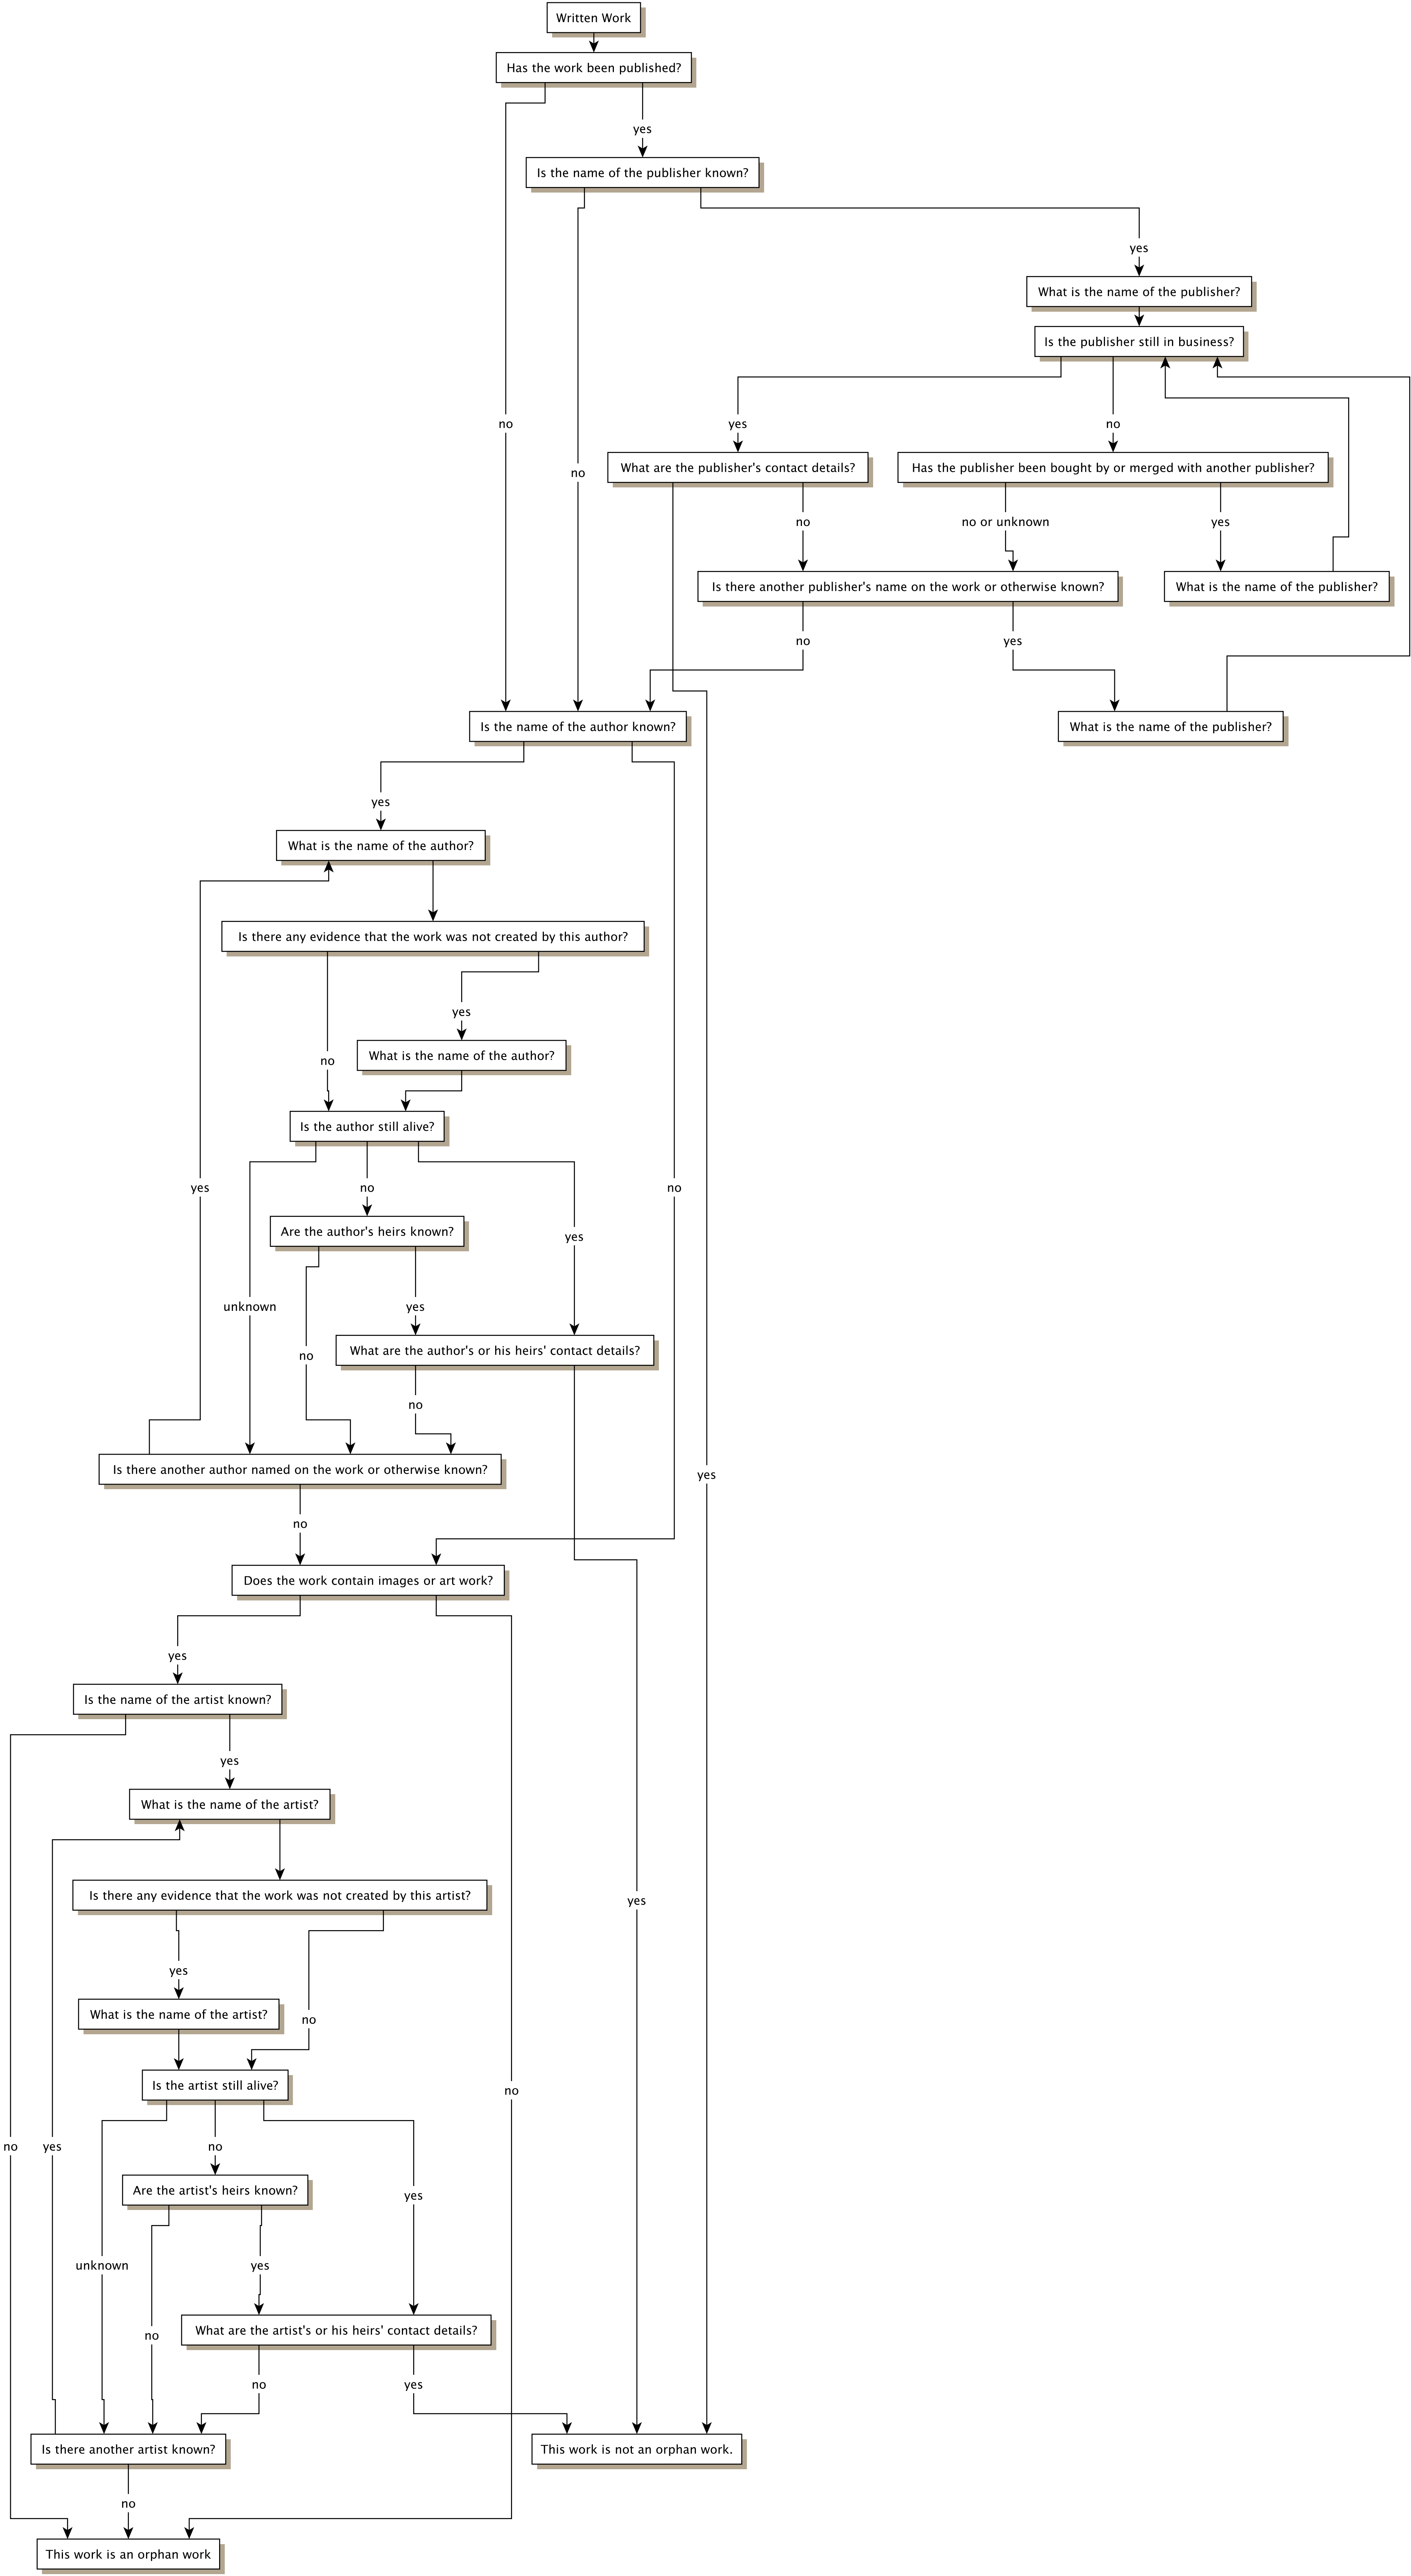 Written Work
Has the work been published?
yes
Is the name of the publisher known?
yes
What is the name of the publisher?
Is the publisher still in business?
no
yes
no
no
What are the publisher's contact details?
Has the publisher been bought by or merged with another publisher?
no
no or unknown
yes
Is there another publisher's name on the work or otherwise known?
What is the name of the publisher?
no
yes
Is the name of the author known?
What is the name of the publisher?
yes
What is the name of the author?
Is there any evidence that the work was not created by this author?
yes
no
What is the name of the author?
Is the author still alive?
yes
no
no
Are the author's heirs known?
yes
unknown
yes
no
What are the author's or his heirs' contact details?
no
Is there another author named on the work or otherwise known?
yes
no
Does the work contain images or art work?
yes
Is the name of the artist known?
yes
What is the name of the artist?
Is there any evidence that the work was not created by this artist?
yes
yes
What is the name of the artist?
no
Is the artist still alive?
no
no
yes
no
Are the artist's heirs known?
yes
unknown
yes
no
What are the artist's or his heirs' contact details?
no
yes
Is there another artist known?
This work is not an orphan work.
no
This work is an orphan work